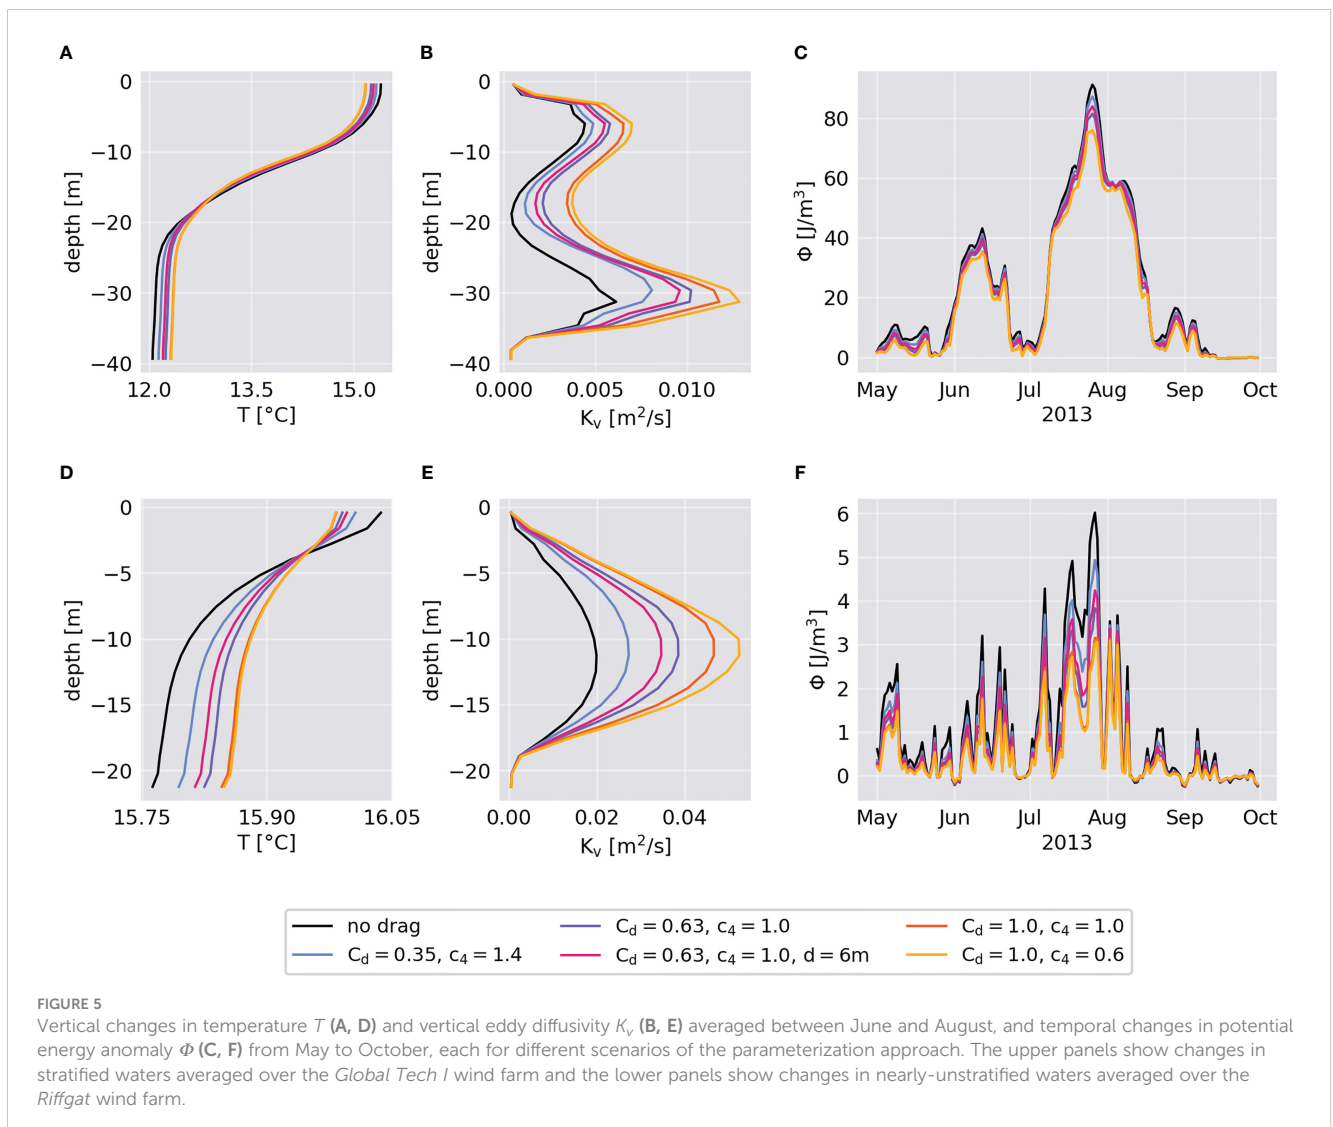 A
B
C
0
−10
−20
−30
−40
depth [m]
12.0
13.5
15.0
T [°C]
0
−10
−20
−30
−40
depth [m]
0.000
0.005
0.010
Kᵥ [m²/s]
80
60
40
20
0
Φ [J/m³]
May
Jun
Jul
Aug
Sep
Oct
2013
D
E
F
0
−5
−10
−15
−20
depth [m]
15.75
15.90
16.05
T [°C]
0
−5
−10
−15
−20
depth [m]
0.00
0.02
0.04
Kᵥ [m²/s]
6
5
4
3
2
1
0
Φ [J/m³]
May
Jun
Jul
Aug
Sep
Oct
2013
no drag
C_d = 0.35, c₄ = 1.4
C_d = 0.63, c₄ = 1.0
C_d = 0.63, c₄ = 1.0, d = 6m
C_d = 1.0, c₄ = 1.0
C_d = 1.0, c₄ = 0.6
FIGURE 5
Vertical changes in temperature T (A, D) and vertical eddy diffusivity Kᵥ (B, E) averaged between June and August, and temporal changes in potential
energy anomaly Φ (C, F) from May to October, each for different scenarios of the parameterization approach. The upper panels show changes in
stratified waters averaged over the Global Tech I wind farm and the lower panels show changes in nearly-unstratified waters averaged over the
Riffgat wind farm.